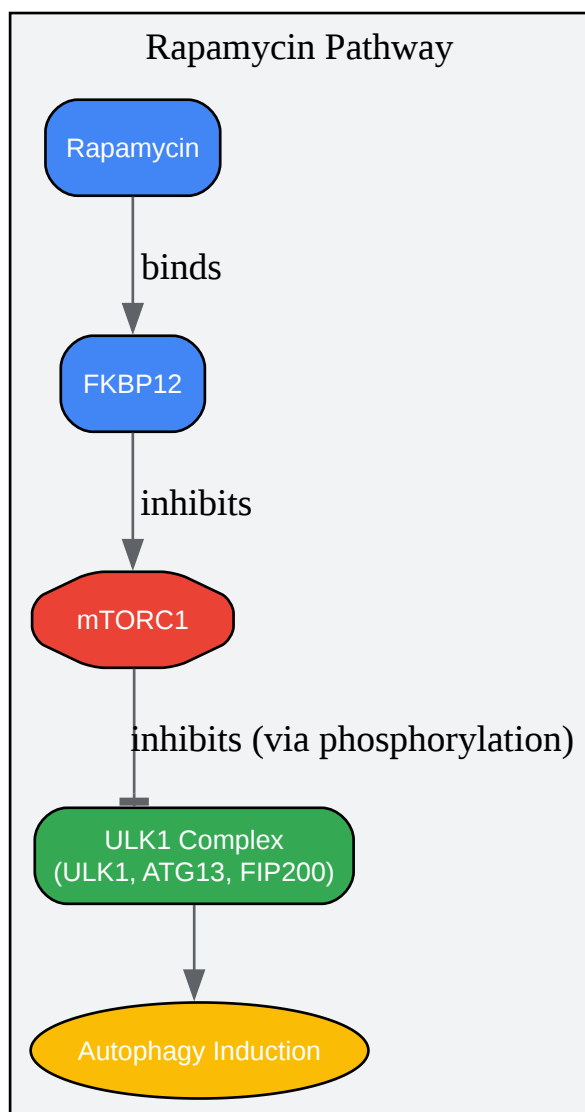 Rapamycin Pathway
Rapamycin
binds
FKBP12
inhibits
mTORC1
inhibits (via phosphorylation)
ULK1 Complex
(ULK1, ATG13, FIP200)
Autophagy Induction